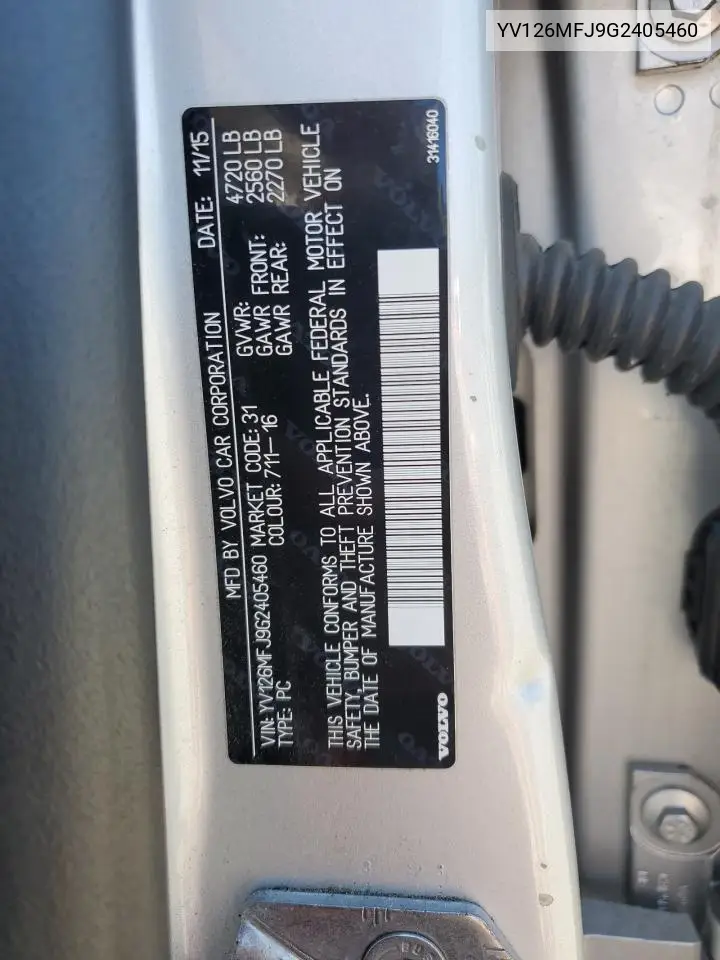 YV126MFJ9G2405460
MFD BY VOLVO CAR CORPORATION DATE: 11/15
VIN: YV126MFJ9G2405460 MARKET CODE: 31 GVWR: 4720 LB
TYPE: PC COLOUR: 711-16 GAWR FRONT: 2560 LB
GAWR REAR: 2270 LB
THIS VEHICLE CONFORMS TO ALL APPLICABLE FEDERAL MOTOR VEHICLE
SAFETY, BUMPER AND THEFT PREVENTION STANDARDS IN EFFECT ON
THE DATE OF MANUFACTURE SHOWN ABOVE.
VOLVO
31416040